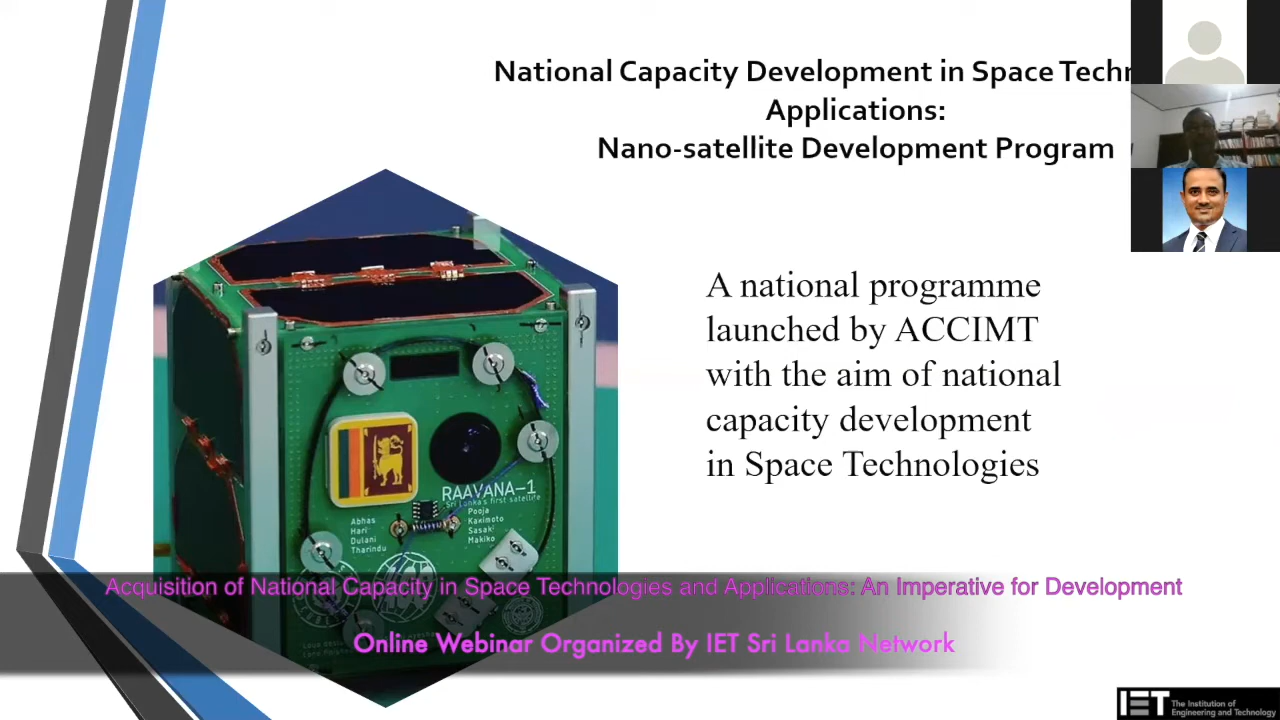 National Capacity Development in Space Techn
Applications:
Nano-satellite Development Program
A national programme
launched by ACCIMT
with the aim of national
capacity development
in Space Technologies
RAAVANA-1
Sri Lanka's first satellite
Abhas
Hari
Dulani
Tharindu
Pooja
Kakimoto
Sasaki
Makiko
Acquisition of National Capacity in Space Technologies and Applications: An Imperative for Development
Online Webinar Organized By IET Sri Lanka Network
IET The Institution of
Engineering and Technology